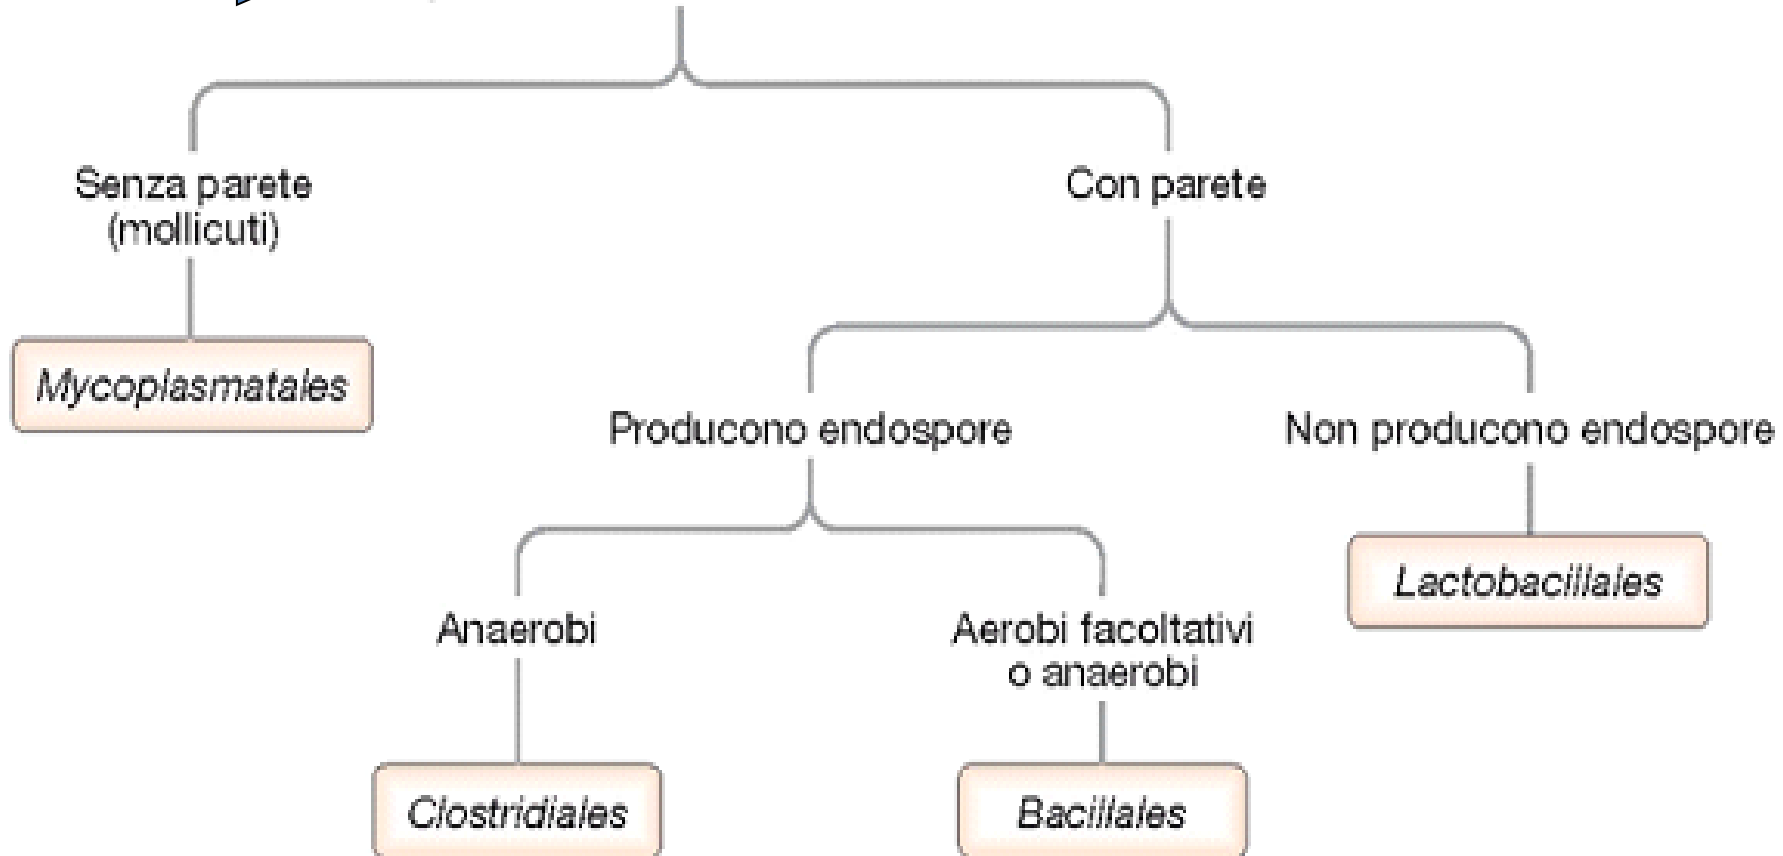 Senza parete
(mollicuti)
Con parete
Mycoplasmatales
Producono endospore
Non producono endospore
Lactobacillales
Anaerobi
Aerobi facoltativi
o anaerobi
Clostridiales
Bacillales